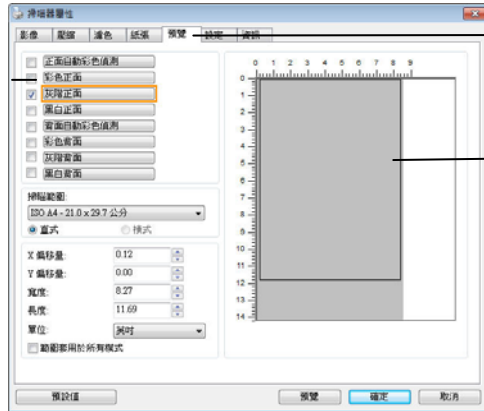 掃描器屬性
影像 壓縮 濾色 紙張 預覽 設定 資訊
正面自動彩色偵測
彩色正面
灰階正面
黑白正面
背面自動彩色偵測
彩色背面
灰階背面
黑白背面
掃描範圍:
ISO A4 - 21.0 x 29.7 公分
直式 橫式
X 偏移量: 0.12
Y 偏移量: 0.00
寬度: 8.27
長度: 11.69
單位: 英吋
範圍套用於所有模式
0 1 2 3 4 5 6 7 8 9
0
1
2
3
4
5
6
7
8
9
10
11
12
13
14
預設值 預覽 確定 取消